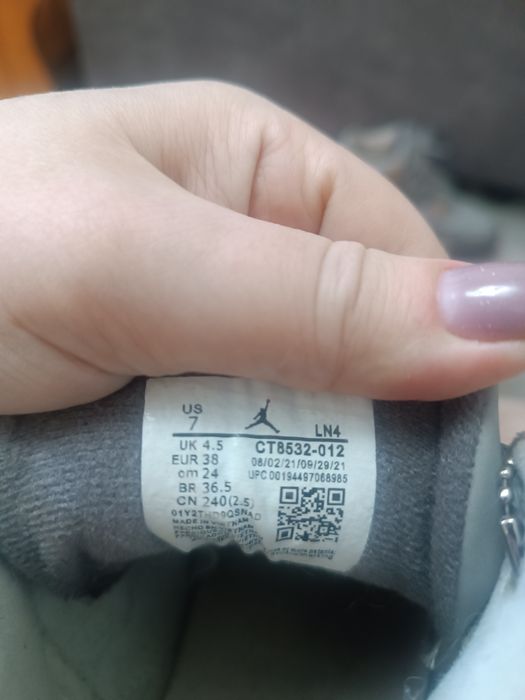 US
7
LN4
UK 4.5
EUR 38
cm 24
BR 36.5
CN 240(2.5)
CT8532-012
08/02/21/09/29/21
UPC 00194497068985
MADE IN VIETNAM